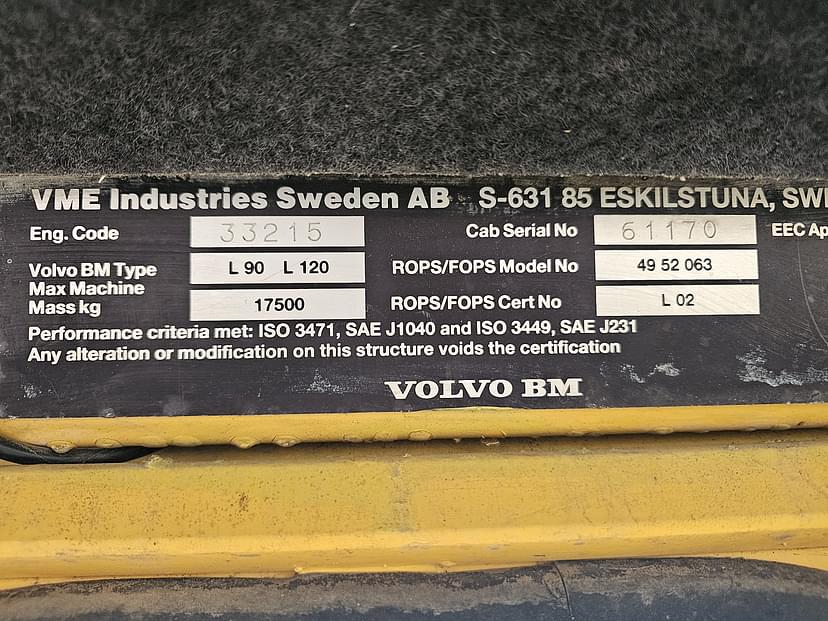 VME Industries Sweden AB S-631 85 ESKILSTUNA,
Eng. Code 33215 Cab Serial No 61170 EEC
Volvo BM Type L 90 L 120 ROPS/FOPS Model No 49 52 063
Max Machine
Mass kg 17500 ROPS/FOPS Cert No L 02
Performance criteria met: ISO 3471, SAE J1040 and ISO 3449, SAE J231
Any alteration or modification on this structure voids the certification
VOLVO BM